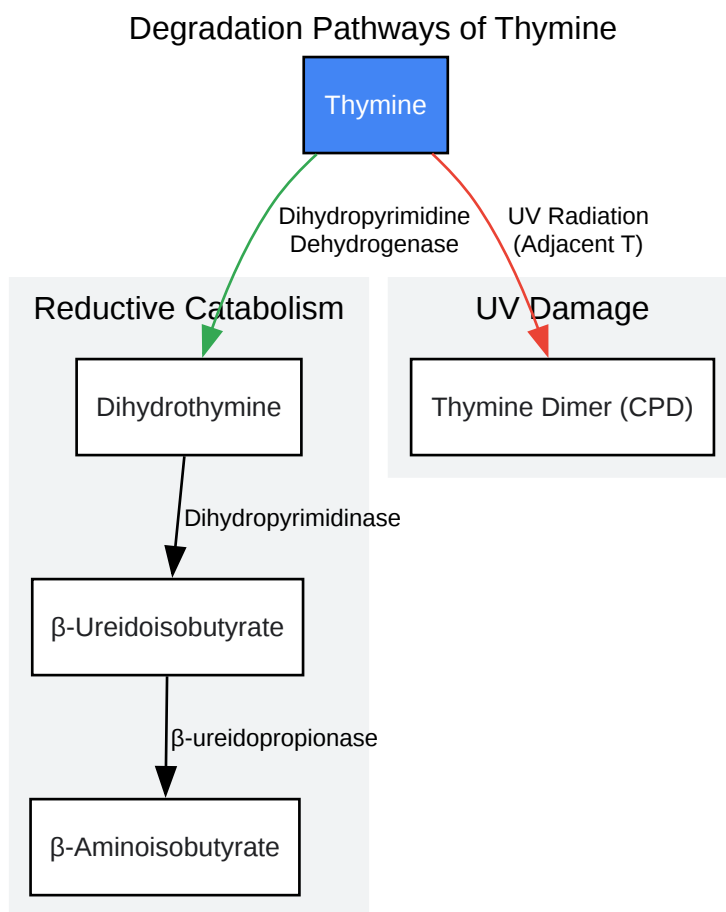 Degradation Pathways of Thymine
Thymine
Dihydropyrimidine
Dehydrogenase
UV Radiation
(Adjacent T)
Reductive Catabolism
UV Damage
Dihydrothymine
Thymine Dimer (CPD)
Dihydropyrimidinase
β-Ureidoisobutyrate
β-ureidopropionase
β-Aminoisobutyrate